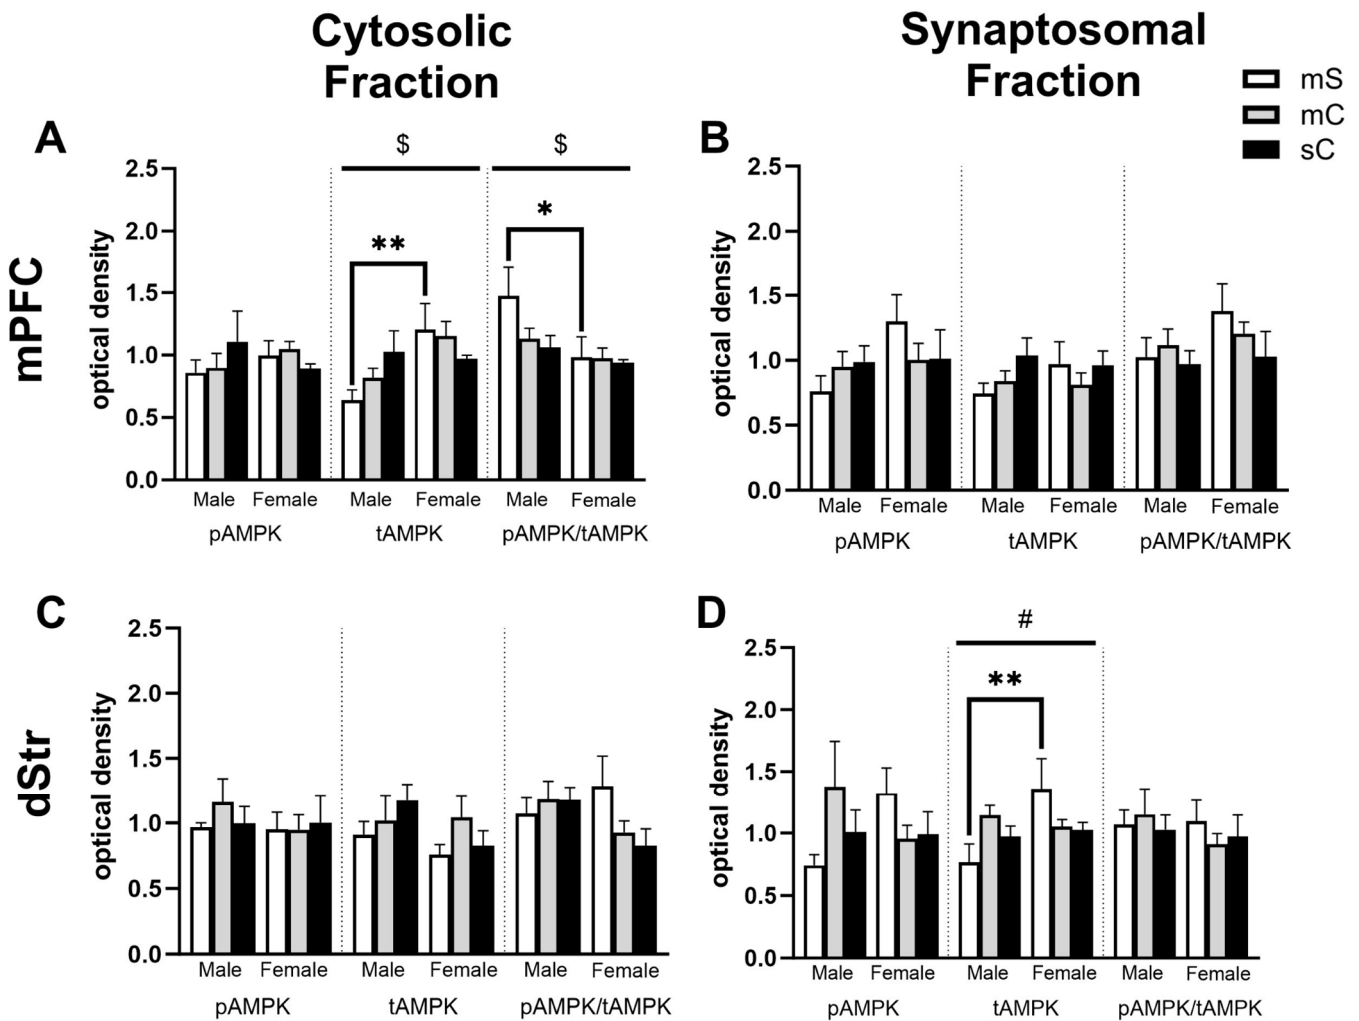 Cytosolic
Fraction
Synaptosomal
Fraction
mS
mC
sC
mPFC
dStr
A
$
$
2.5
2.0
1.5
1.0
0.5
0.0
optical density
**
*
Male Female Male Female Male Female
pAMPK tAMPK pAMPK/tAMPK
B
2.5
2.0
1.5
1.0
0.5
0.0
optical density
Male Female Male Female Male Female
pAMPK tAMPK pAMPK/tAMPK
C
2.5
2.0
1.5
1.0
0.5
0.0
optical density
Male Female Male Female Male Female
pAMPK tAMPK pAMPK/tAMPK
D
#
2.5
2.0
1.5
1.0
0.5
0.0
optical density
**
Male Female Male Female Male Female
pAMPK tAMPK pAMPK/tAMPK